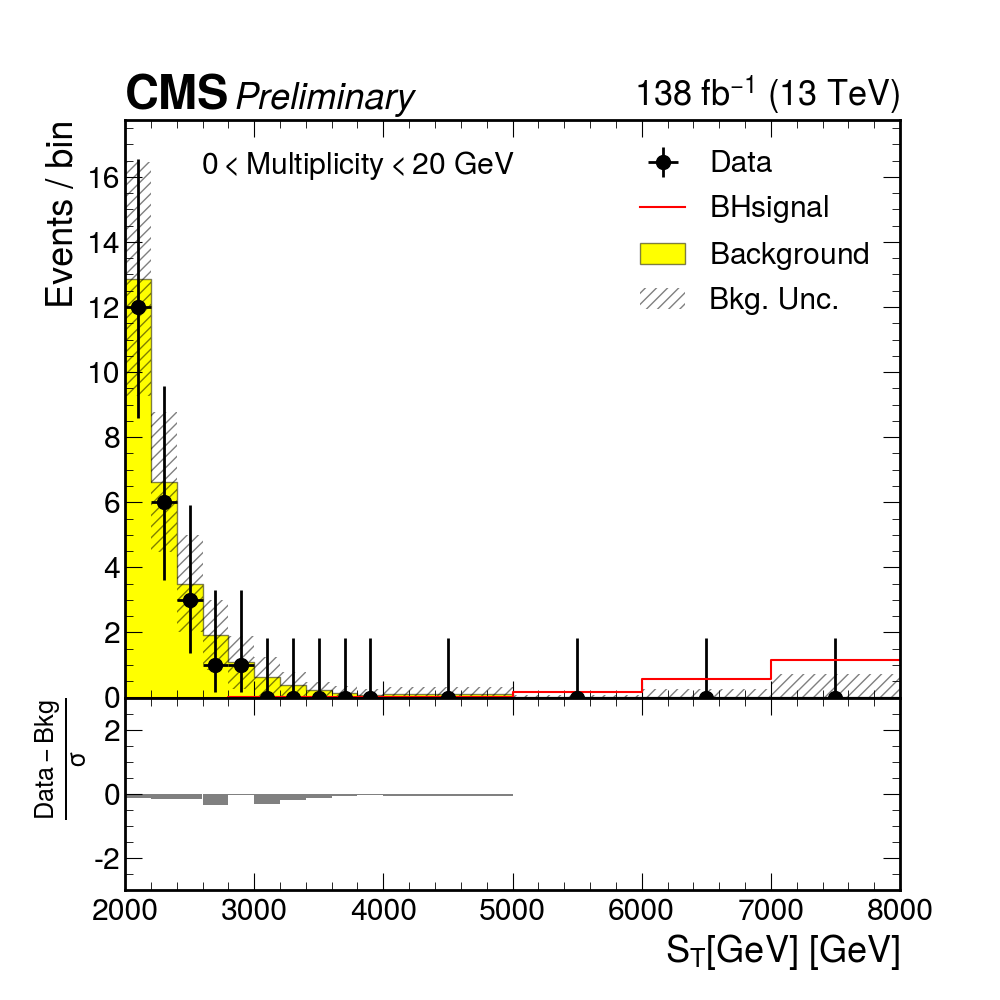 CMS Preliminary
138 fb⁻¹ (13 TeV)
Events / bin
0 < Multiplicity < 20 GeV
Data
BHsignal
Background
Bkg. Unc.
16
14
12
10
8
6
4
2
0
Data − Bkg
σ
2
0
-2
2000 3000 4000 5000 6000 7000 8000
S_T[GeV] [GeV]